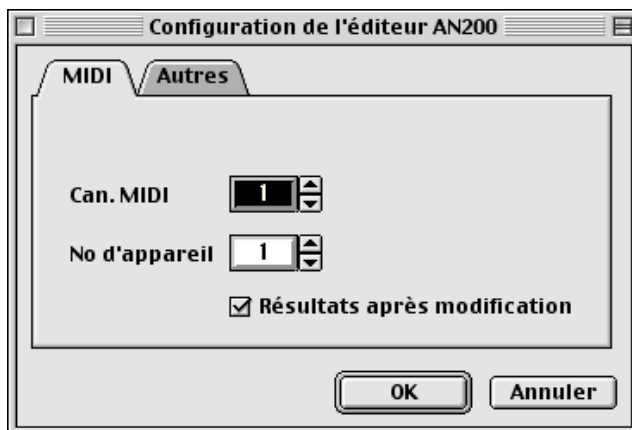 Configuration de l'éditeur AN200
MIDI Autres
Can. MIDI 1
No d'appareil 1
Résultats après modification
OK Annuler